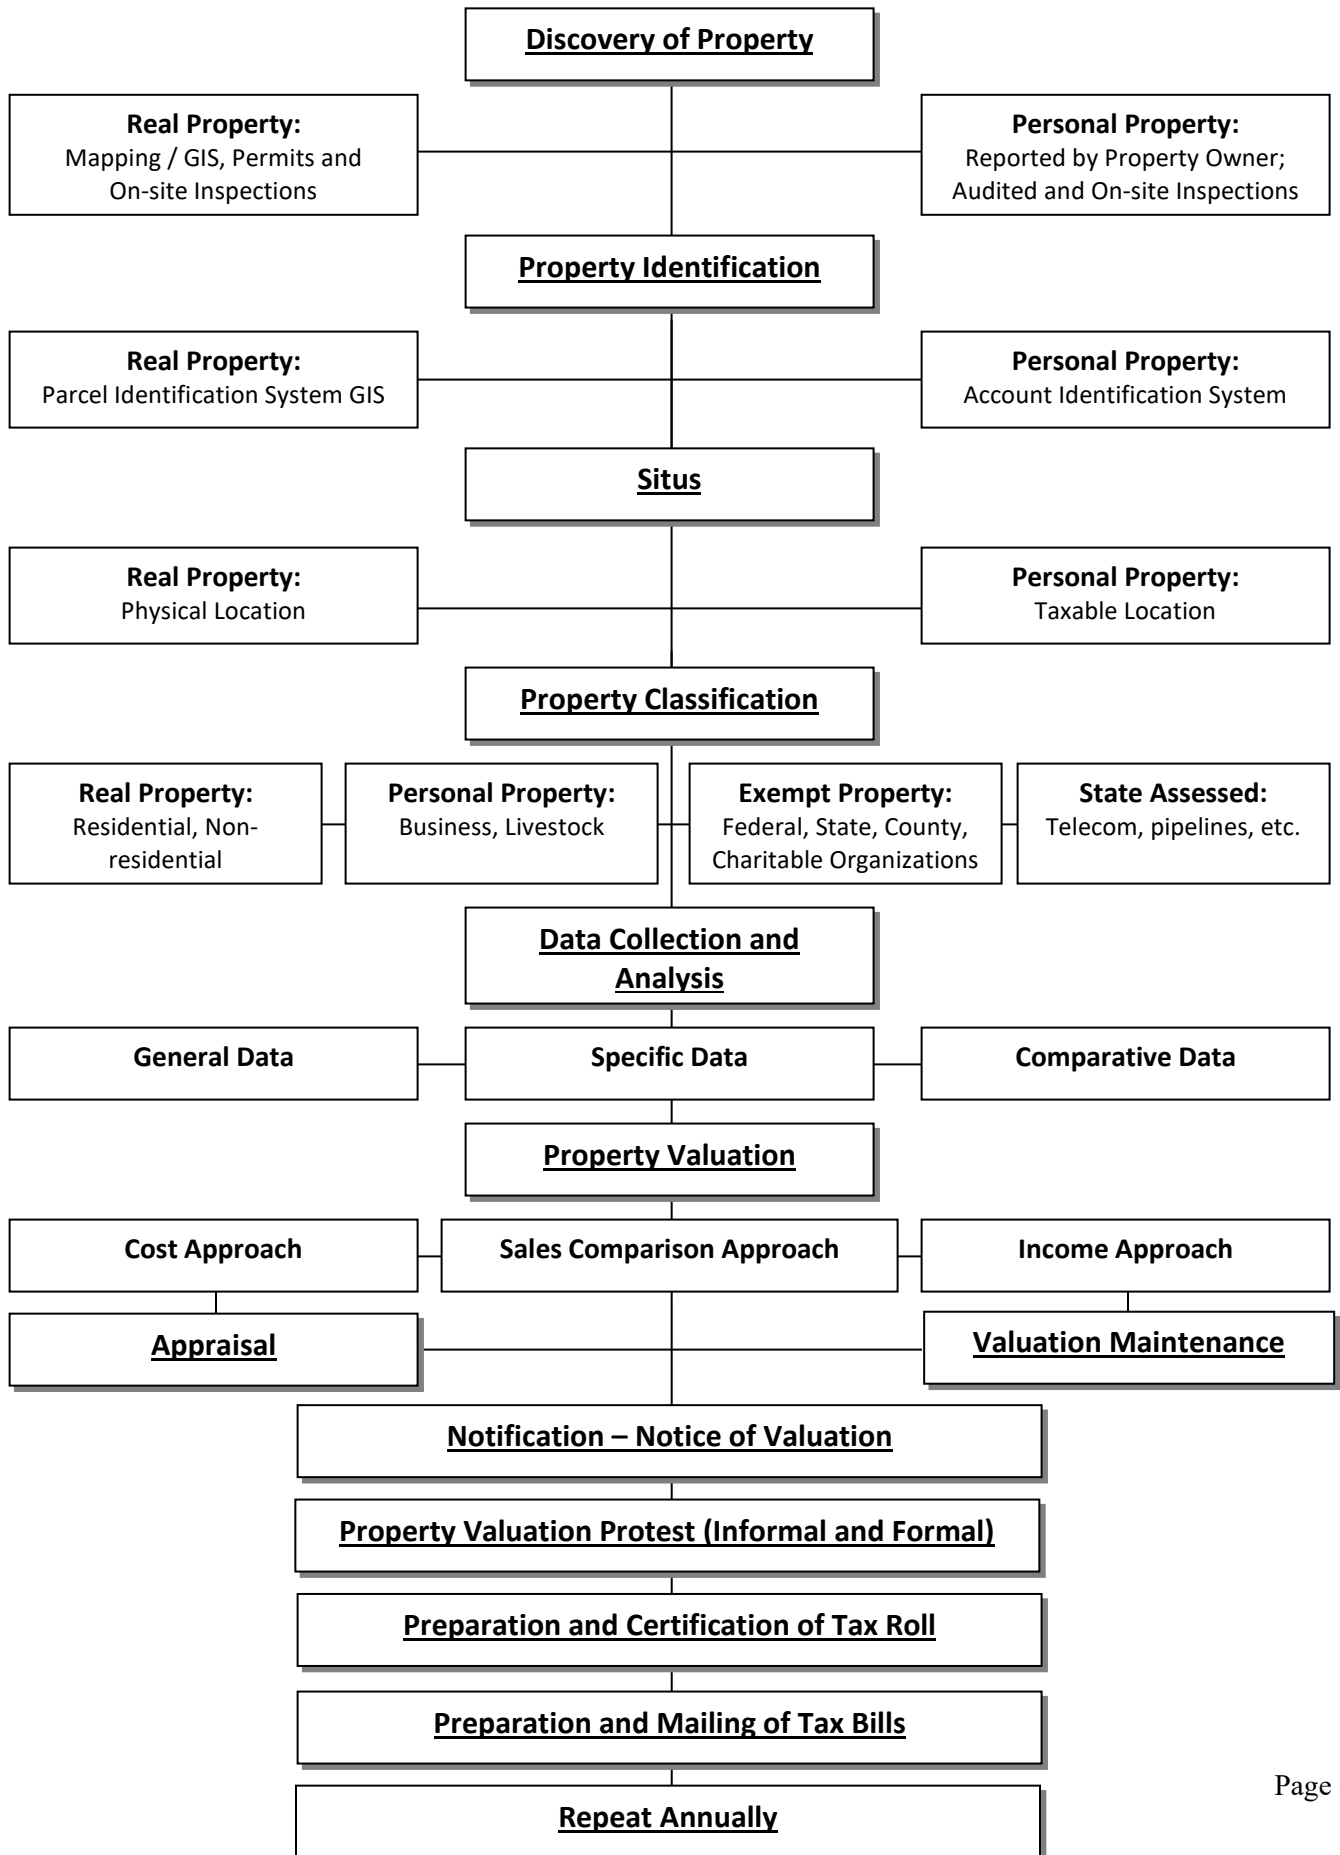 Discovery of Property
Real Property:
Mapping / GIS, Permits and
On-site Inspections
Personal Property:
Reported by Property Owner;
Audited and On-site Inspections
Property Identification
Real Property:
Parcel Identification System GIS
Personal Property:
Account Identification System
Situs
Real Property:
Physical Location
Personal Property:
Taxable Location
Property Classification
Real Property:
Residential, Non-
residential
Personal Property:
Business, Livestock
Exempt Property:
Federal, State, County,
Charitable Organizations
State Assessed:
Telecom, pipelines, etc.
Data Collection and
Analysis
General Data
Specific Data
Comparative Data
Property Valuation
Cost Approach
Sales Comparison Approach
Income Approach
Appraisal
Valuation Maintenance
Notification – Notice of Valuation
Property Valuation Protest (Informal and Formal)
Preparation and Certification of Tax Roll
Preparation and Mailing of Tax Bills
Page
Repeat Annually